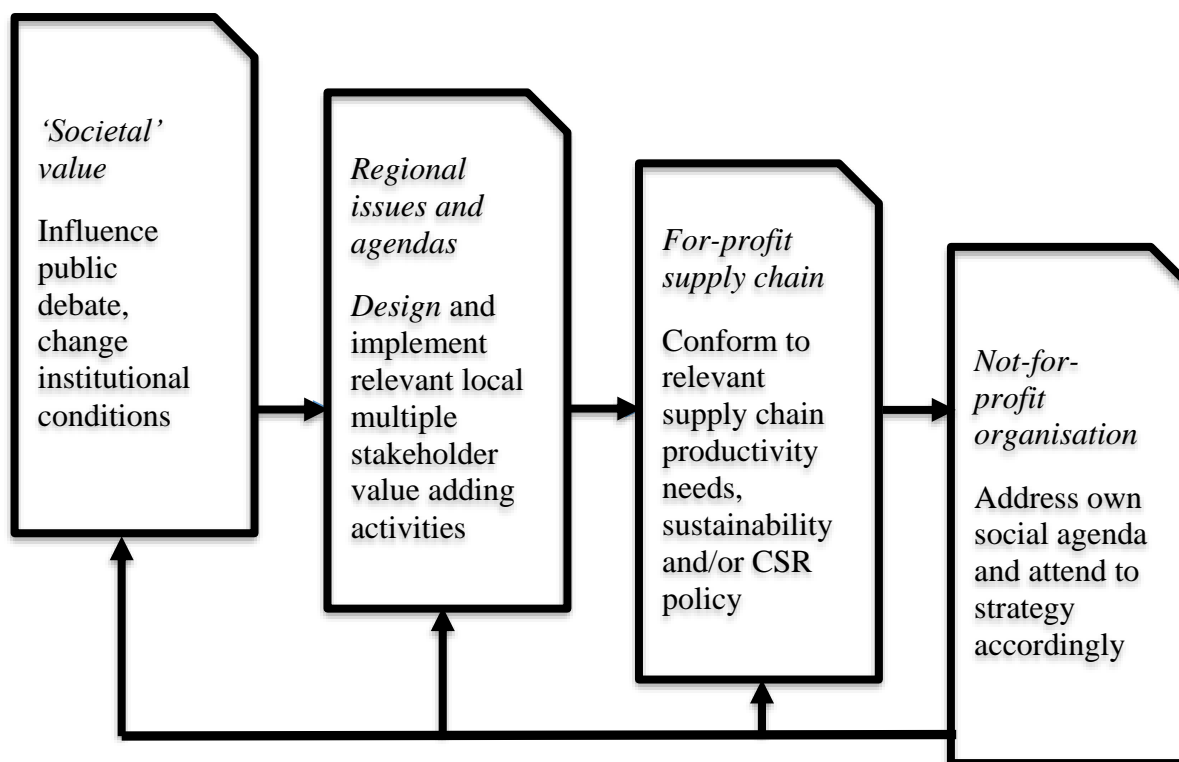 ‘Societal’
value
Influence
public
debate,
change
institutional
conditions
Regional
issues and
agendas
Design and
implement
relevant local
multiple
stakeholder
value adding
activities
For-profit
supply chain
Conform to
relevant
supply chain
productivity
needs,
sustainability
and/or CSR
policy
Not-for-
profit
organisation
Address own
social agenda
and attend to
strategy
accordingly